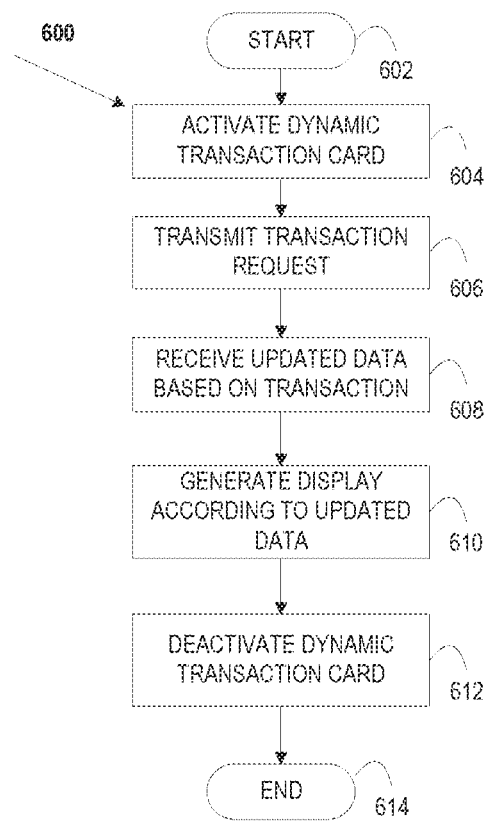 600
START
602
ACTIVATE DYNAMIC
TRANSACTION CARD
604
TRANSMIT TRANSACTION
REQUEST
606
RECEIVE UPDATED DATA
BASED ON TRANSACTION
608
GENERATE DISPLAY
ACCORDING TO UPDATED
DATA
610
DEACTIVATE DYNAMIC
TRANSACTION CARD
612
END
614